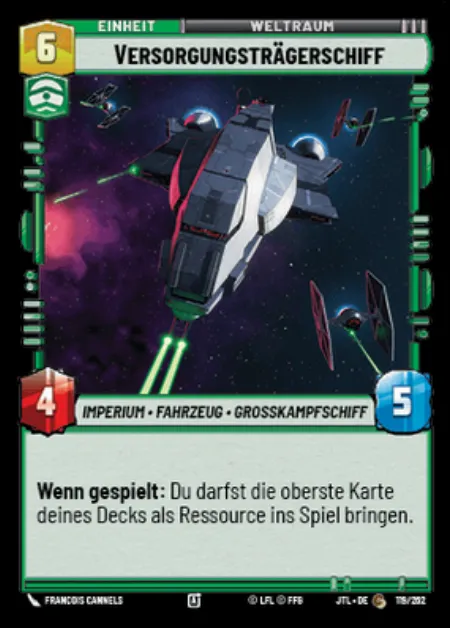 EINHEIT WELTRAUM
6 VERSORGUNGSTRÄGERSCHIFF
4 IMPERIUM • FAHRZEUG • GROSSKAMPFSCHIFF 5
Wenn gespielt: Du darfst die oberste Karte
deines Decks als Ressource ins Spiel bringen.
FRANCOIS CANNELS © LFL © FFG JTL • DE 119/262